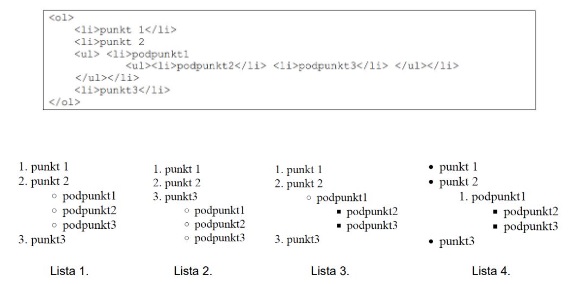 <ol>
<li>punkt 1</li>
<li>punkt 2
<ul> <li>podpunkt1
<ul><li>podpunkt2</li> <li>podpunkt3</li> </ul></li>
</ul></li>
<li>punkt3</li>
</ol>
1. punkt 1
2. punkt 2
○ podpunkt1
○ podpunkt2
○ podpunkt3
3. punkt3
Lista 1.
1. punkt 1
2. punkt 2
3. punkt3
○ podpunkt1
○ podpunkt2
○ podpunkt3
Lista 2.
1. punkt 1
2. punkt 2
○ podpunkt1
■ podpunkt2
■ podpunkt3
3. punkt3
Lista 3.
● punkt 1
● punkt 2
1. podpunkt1
■ podpunkt2
■ podpunkt3
● punkt3
Lista 4.